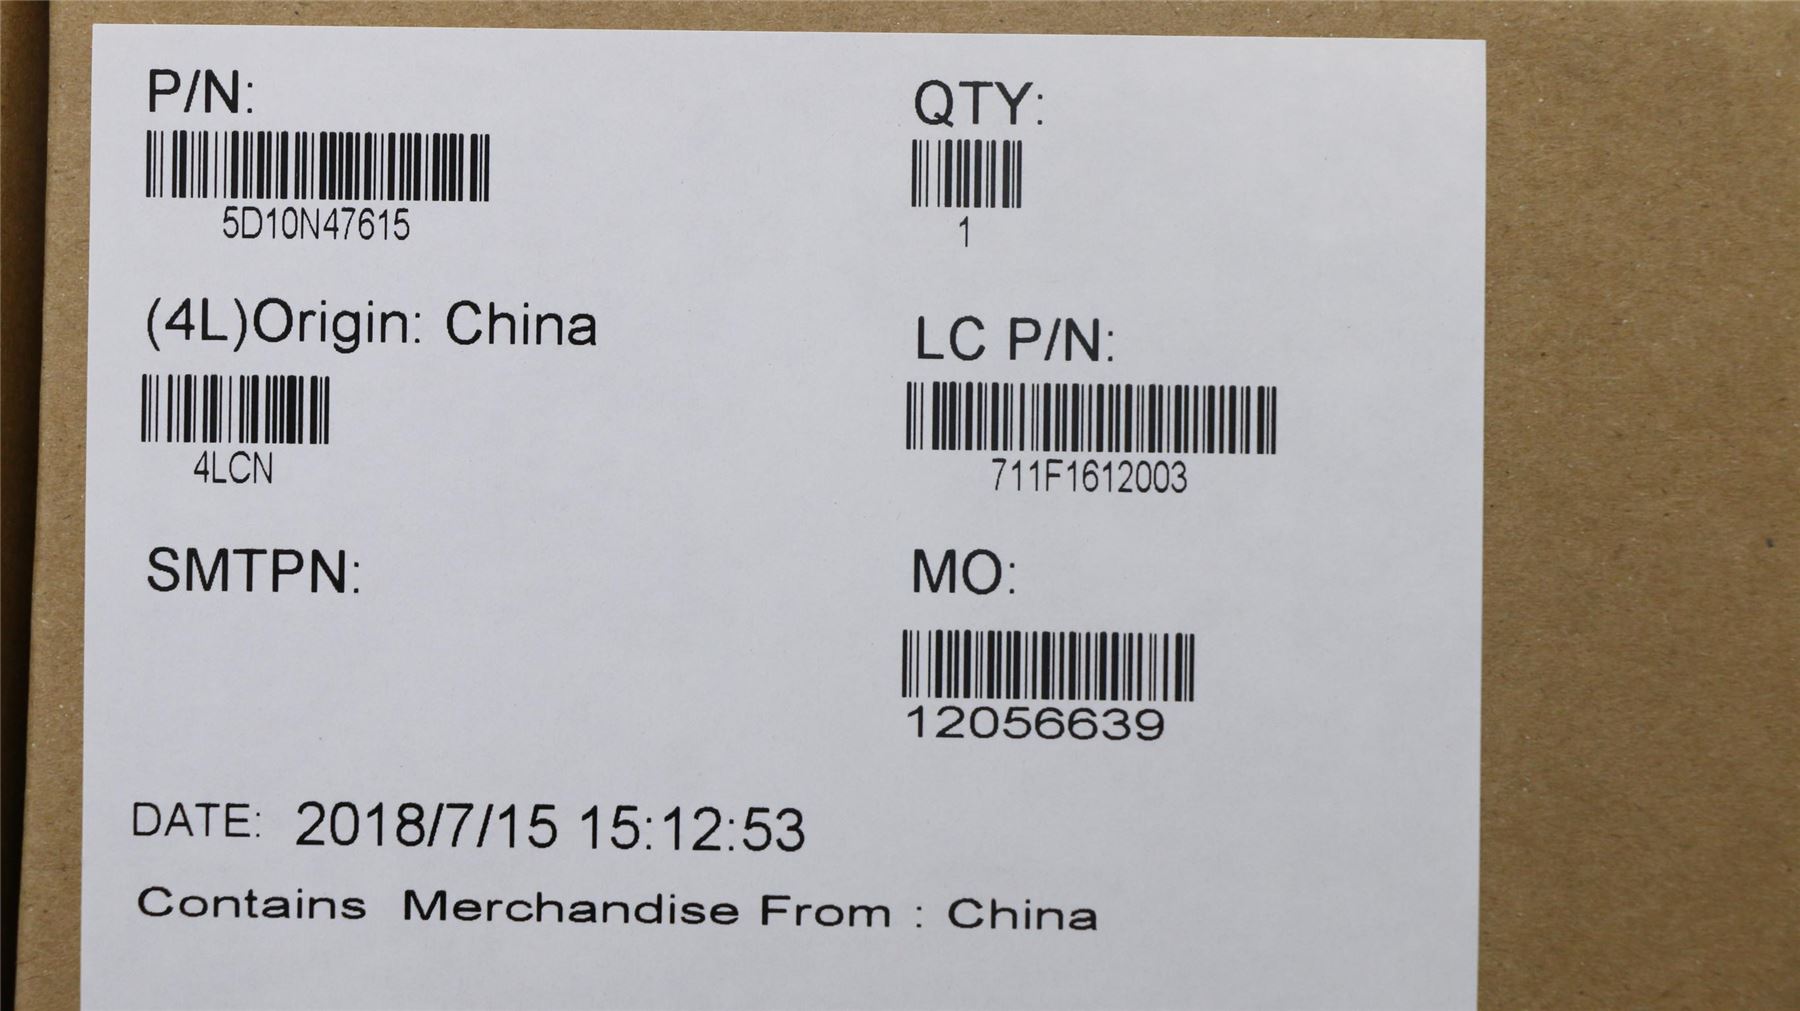 P/N:
5D10N47615
QTY:
1
(4L)Origin: China
4LCN
LC P/N:
711F1612003
SMTPN:
MO:
12056639
DATE: 2018/7/15 15:12:53
Contains Merchandise From : China